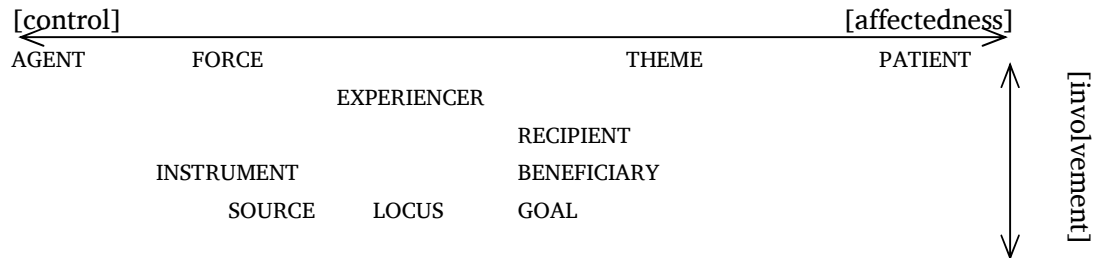 [control] [affectedness]
AGENT FORCE THEME PATIENT
EXPERIENCER
RECIPIENT
INSTRUMENT BENEFICIARY
SOURCE LOCUS GOAL
[involvement]